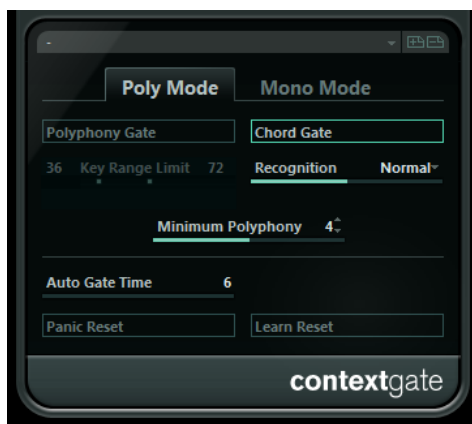 -
Poly Mode Mono Mode
Polyphony Gate Chord Gate
36 Key Range Limit 72 Recognition Normal
Minimum Polyphony 4
Auto Gate Time 6
Panic Reset Learn Reset
contextgate